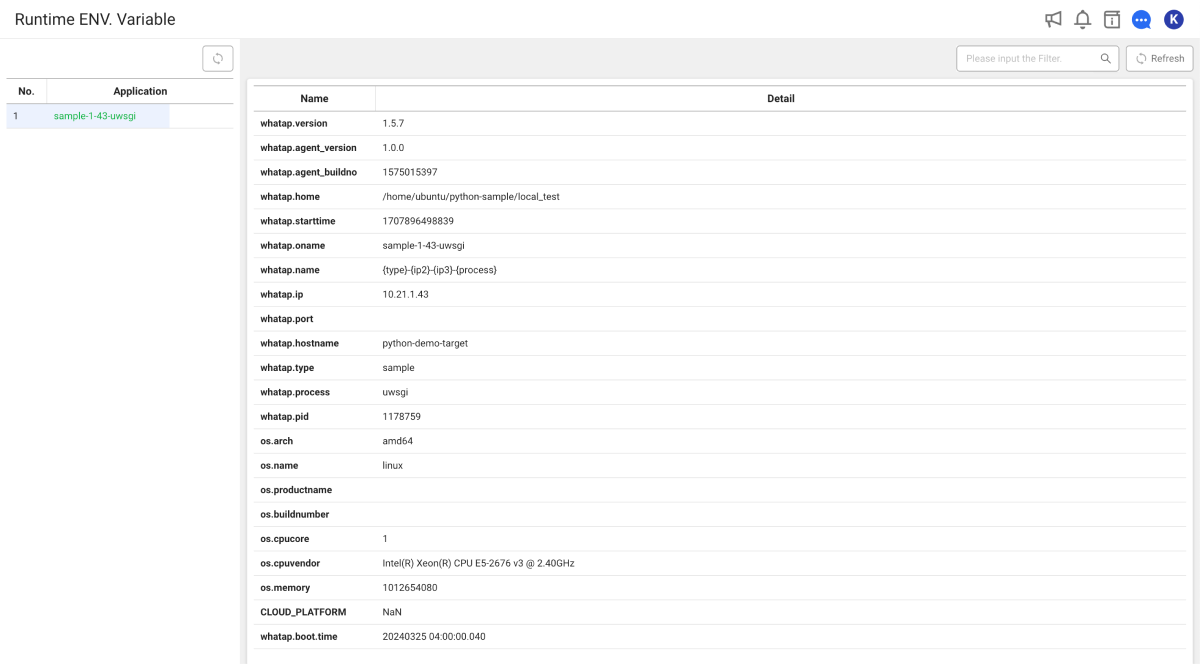 Runtime ENV. Variable
K
Please input the Filter.
Refresh
No. Application
1 sample-1-43-uwsgi
Name Detail
whatap.version 1.5.7
whatap.agent_version 1.0.0
whatap.agent_buildno 1575015397
whatap.home /home/ubuntu/python-sample/local_test
whatap.starttime 1707896498839
whatap.oname sample-1-43-uwsgi
whatap.name {type}-{ip2}-{ip3}-{process}
whatap.ip 10.21.1.43
whatap.port
whatap.hostname python-demo-target
whatap.type sample
whatap.process uwsgi
whatap.pid 1178759
os.arch amd64
os.name linux
os.productname
os.buildnumber
os.cpucore 1
os.cpuvendor Intel(R) Xeon(R) CPU E5-2676 v3 @ 2.40GHz
os.memory 1012654080
CLOUD_PLATFORM NaN
whatap.boot.time 20240325 04:00:00.040